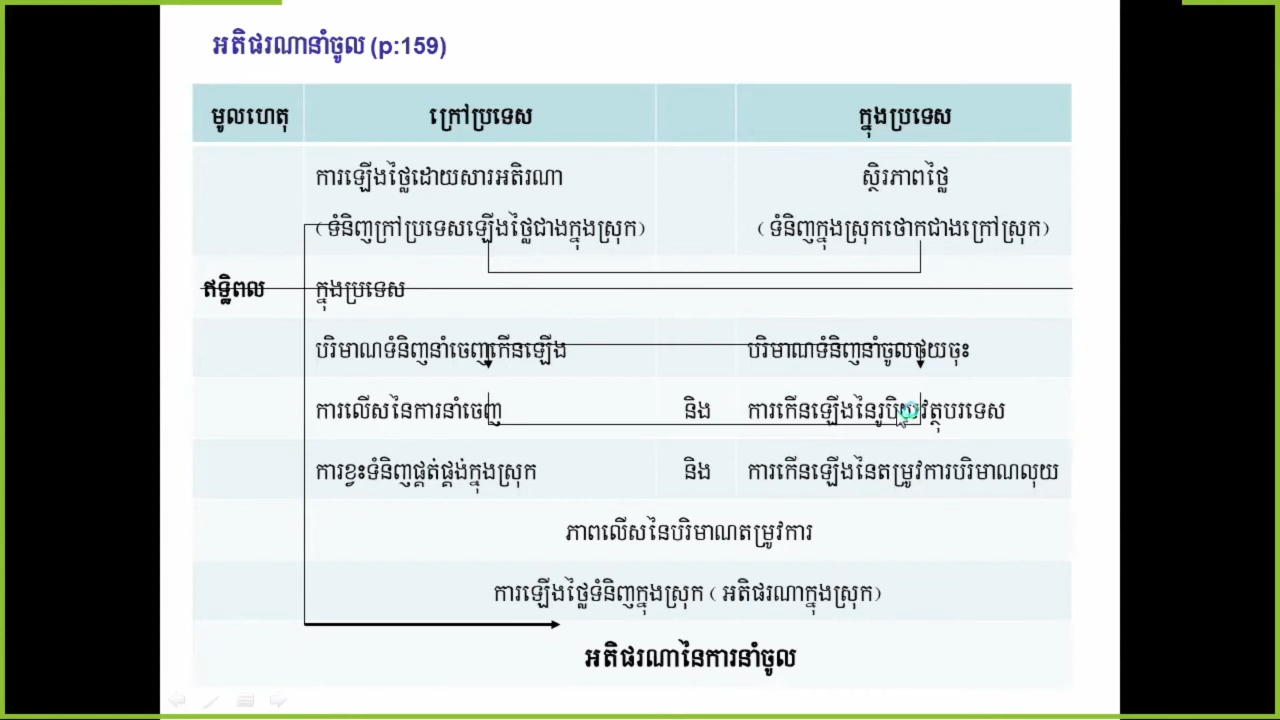 អតិផរណានាំចូល (p:159)
មូលហេតុ ក្រៅប្រទេស ក្នុងប្រទេស
ការឡើងថ្លៃដោយសារអតិរណា ស្ថិរភាពថ្លៃ
(ទំនិញក្រៅប្រទេសឡើងថ្លៃជាងក្នុងស្រុក) (ទំនិញក្នុងស្រុកថោកជាងក្រៅស្រុក)
ឥទ្ធិពល ក្នុងប្រទេស
បរិមាណទំនិញនាំចេញកើនឡើង បរិមាណទំនិញនាំចូលថុយចុះ
ការលើសនៃការនាំចេញ និង ការកើនឡើងនៃរូបិយវត្ថុបរទេស
ការខ្វះទំនិញផ្គត់ផ្គង់ក្នុងស្រុក និង ការកើនឡើងនៃតម្រូវការបរិមាណលុយ
ភាពលើសនៃបរិមាណតម្រូវការ
ការឡើងថ្លៃទំនិញក្នុងស្រុក (អតិផរណាក្នុងស្រុក)
អតិផរណានៃការនាំចូល